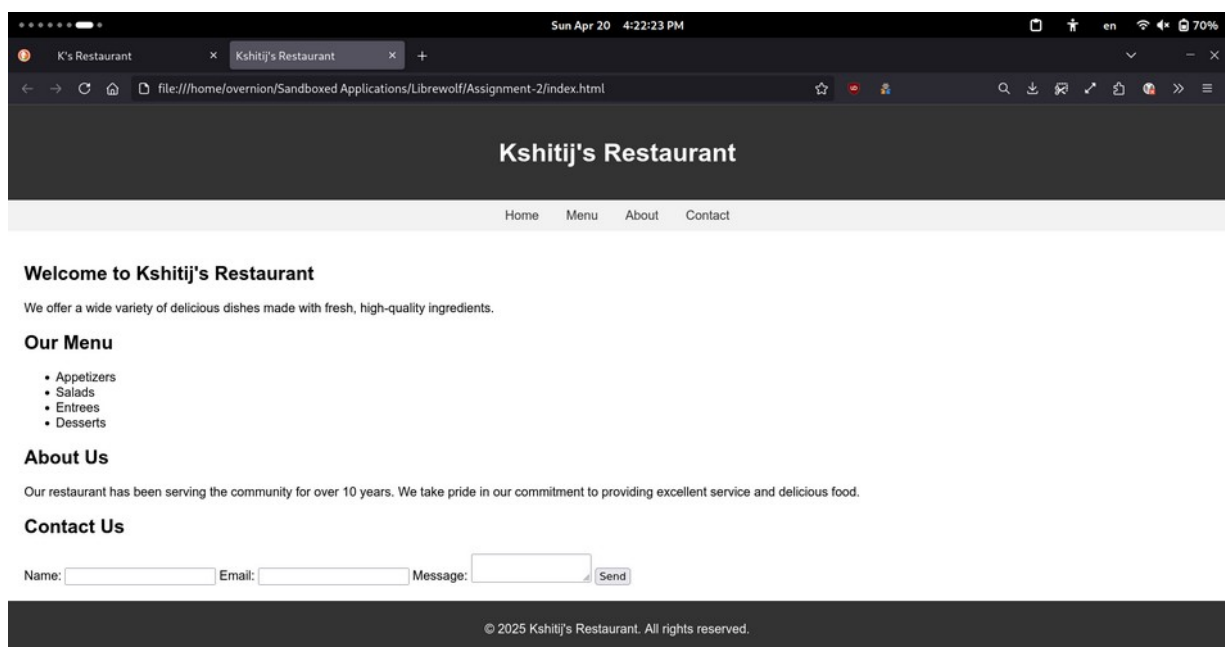 Sun Apr 20 4:22:23 PM en 70%
K's Restaurant Kshitij's Restaurant
file:///home/overnion/Sandboxed Applications/Librewolf/Assignment-2/index.html
Kshitij's Restaurant
Home Menu About Contact
Welcome to Kshitij's Restaurant
We offer a wide variety of delicious dishes made with fresh, high-quality ingredients.
Our Menu
• Appetizers
• Salads
• Entrees
• Desserts
About Us
Our restaurant has been serving the community for over 10 years. We take pride in our commitment to providing excellent service and delicious food.
Contact Us
Name: Email: Message: Send
© 2025 Kshitij's Restaurant. All rights reserved.